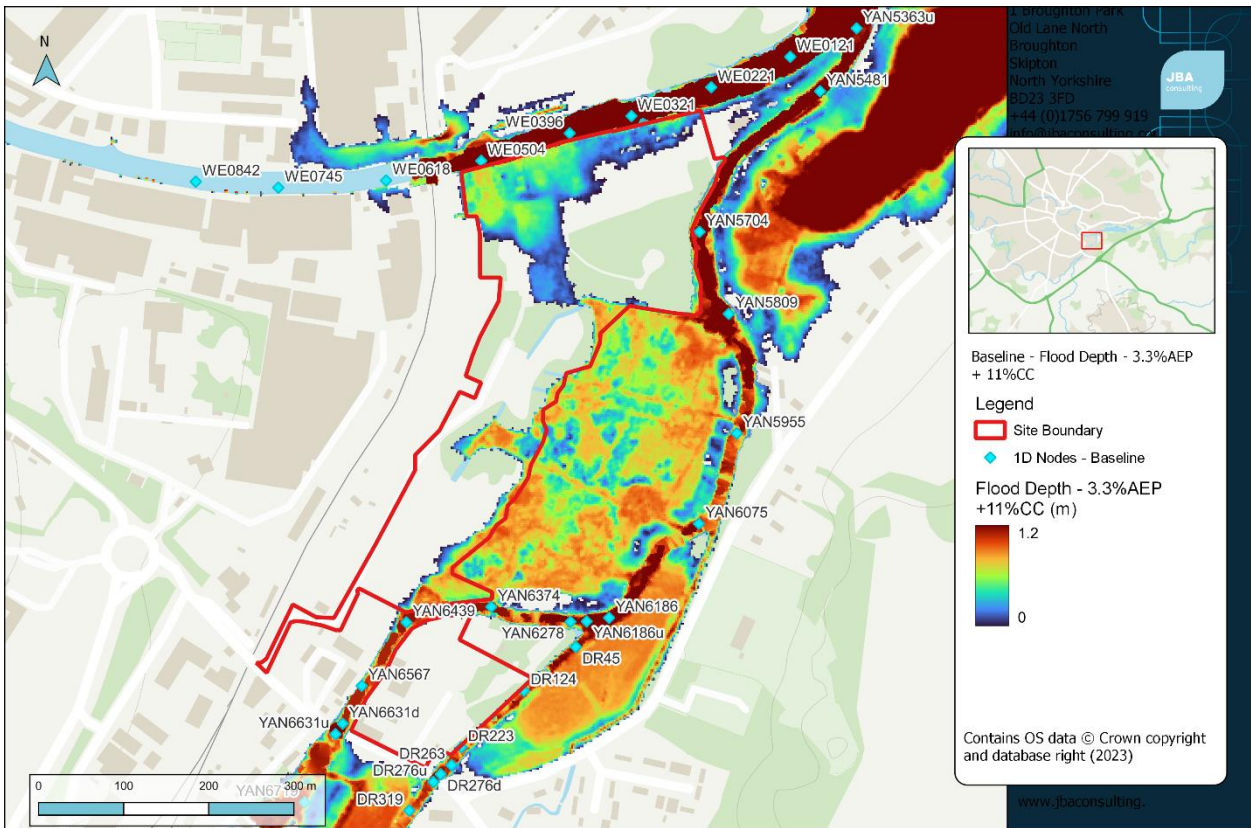 N
1 Broughton Park
Old Lane North
Broughton
Skipton
North Yorkshire
BD23 3FD
+44 (0)1756 799 919
info@jbaconsulting.c
JBA
consulting
YAN5363u
WE0121
WE0221
YAN5481
WE0321
WE0396
WE0504
WE0618
WE0745
WE0842
YAN5704
YAN5809
YAN5955
YAN6075
YAN6374
YAN6439
YAN6186
YAN6278
YAN6186u
DR45
YAN6567
DR124
YAN6631u
YAN6631d
DR223
DR263
DR276u
DR276d
DR319
0 100 200 300 m
Baseline - Flood Depth - 3.3%AEP
+ 11%CC
Legend
Site Boundary
1D Nodes - Baseline
Flood Depth - 3.3%AEP
+11%CC (m)
1.2
0
Contains OS data © Crown copyright
and database right (2023)
www.jbaconsulting.